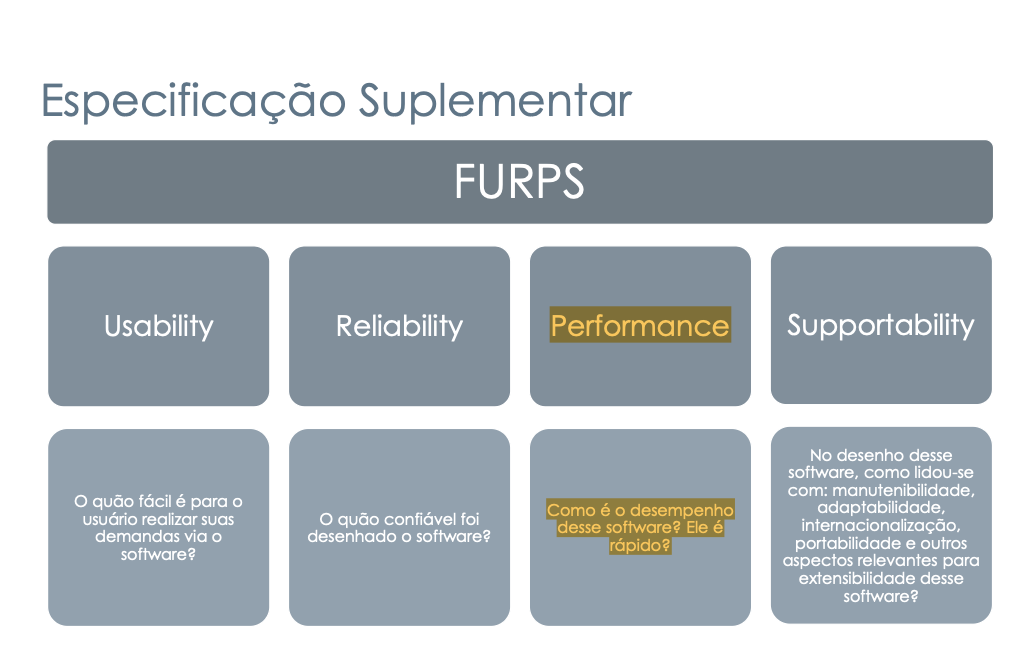 Especificação Suplementar
FURPS
Usability
Reliability
Performance
Supportability
O quão fácil é para o
usuário realizar suas
demandas via o
software?
O quão confiável foi
desenhado o software?
Como é o desempenho
desse software? Ele é
rápido?
No desenho desse
software, como lidou-se
com: manutenibilidade,
adaptabilidade,
internacionalização,
portabilidade e outros
aspectos relevantes para
extensibilidade desse
software?